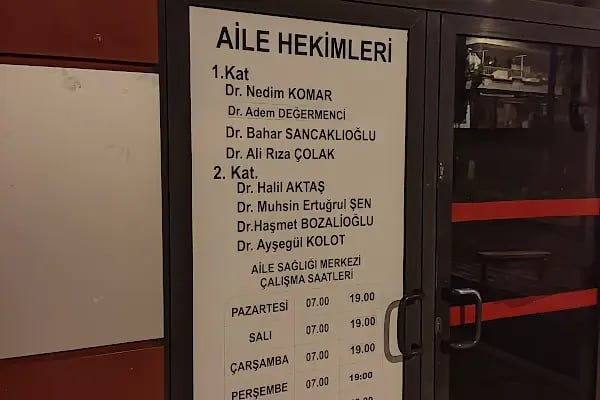 AİLE HEKİMLERİ
1.Kat
Dr. Nedim KOMAR
Dr. Adem DEĞERMENCİ
Dr. Bahar SANCAKLIOĞLU
Dr. Ali Rıza ÇOLAK
2. Kat.
Dr. Halil AKTAŞ
Dr. Muhsin Ertuğrul ŞEN
Dr.Haşmet BOZALİOĞLU
Dr. Ayşegül KOLOT
AİLE SAĞLIĞI MERKEZİ
ÇALIŞMA SAATLERİ
PAZARTESİ 07.00 19.00
SALI 07.00 19.00
ÇARŞAMBA 07.00 19.00
PERŞEMBE 07.00 19:00